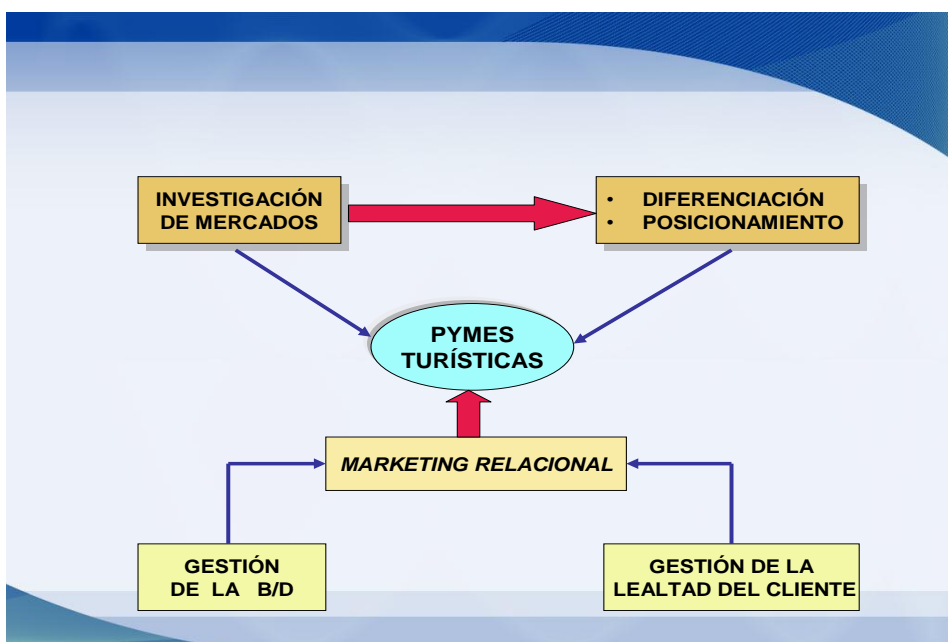 INVESTIGACIÓN
DE MERCADOS
• DIFERENCIACIÓN
• POSICIONAMIENTO
PYMES
TURÍSTICAS
MARKETING RELACIONAL
GESTIÓN
DE LA B/D
GESTIÓN DE LA
LEALTAD DEL CLIENTE